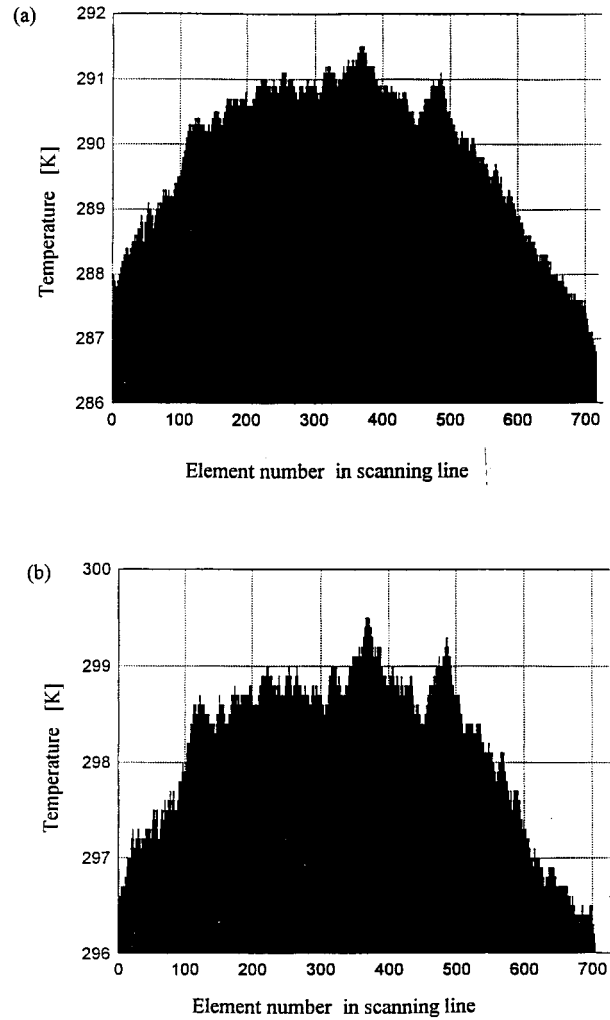 (a)
292
291
290
289
288
287
286
Temperature [K]
0 100 200 300 400 500 600 700
Element number in scanning line
(b)
300
299
298
297
296
Temperature [K]
0 100 200 300 400 500 600 700
Element number in scanning line